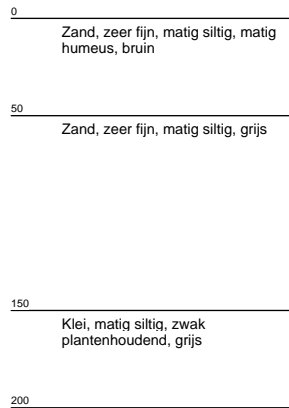 0
Zand, zeer fijn, matig siltig, matig
humeus, bruin
50
Zand, zeer fijn, matig siltig, grijs
150
Klei, matig siltig, zwak
plantenhoudend, grijs
200